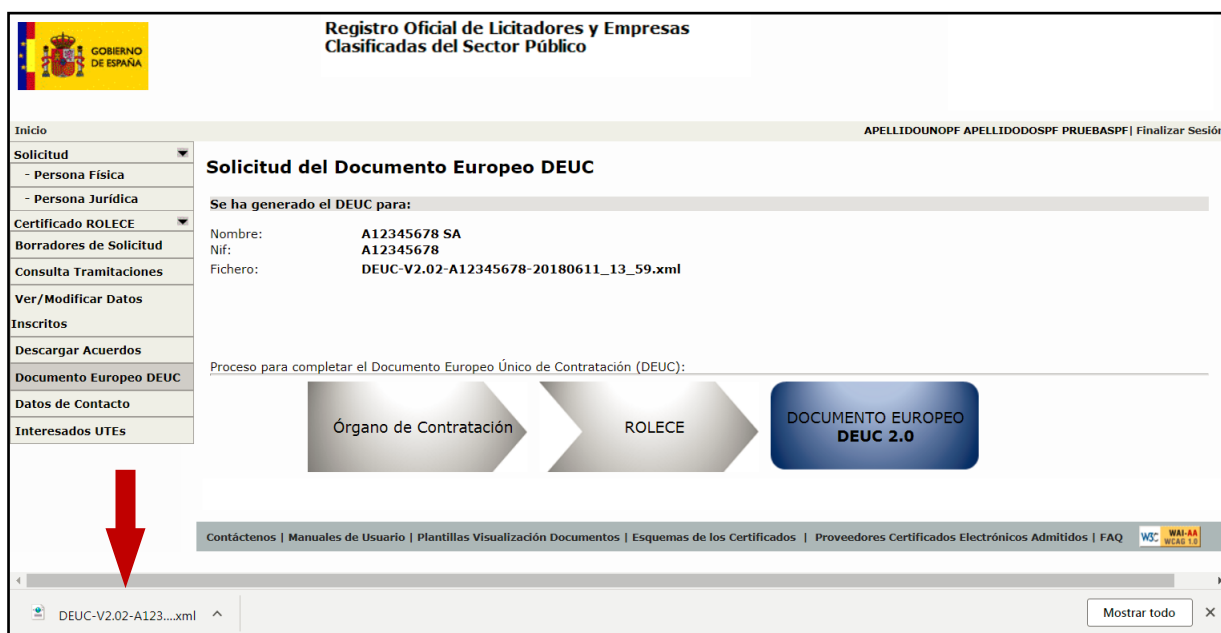 GOBIERNO
DE ESPAÑA
Registro Oficial de Licitadores y Empresas
Clasificadas del Sector Público
Inicio
APELLIDOUNOPF APELLIDODOSPF PRUEBASPF| Finalizar Sesión
Solicitud
- Persona Física
- Persona Jurídica
Certificado ROLECE
Borradores de Solicitud
Consulta Tramitaciones
Ver/Modificar Datos
Inscritos
Descargar Acuerdos
Documento Europeo DEUC
Datos de Contacto
Interesados UTEs
Solicitud del Documento Europeo DEUC
Se ha generado el DEUC para:
Nombre: A12345678 SA
Nif: A12345678
Fichero: DEUC-V2.02-A12345678-20180611_13_59.xml
Proceso para completar el Documento Europeo Único de Contratación (DEUC):
Órgano de Contratación
ROLECE
DOCUMENTO EUROPEO
DEUC 2.0
Contáctenos | Manuales de Usuario | Plantillas Visualización Documentos | Esquemas de los Certificados | Proveedores Certificados Electrónicos Admitidos | FAQ
W3C WAI-AA
WCAG 1.0
DEUC-V2.02-A123....xml
Mostrar todo